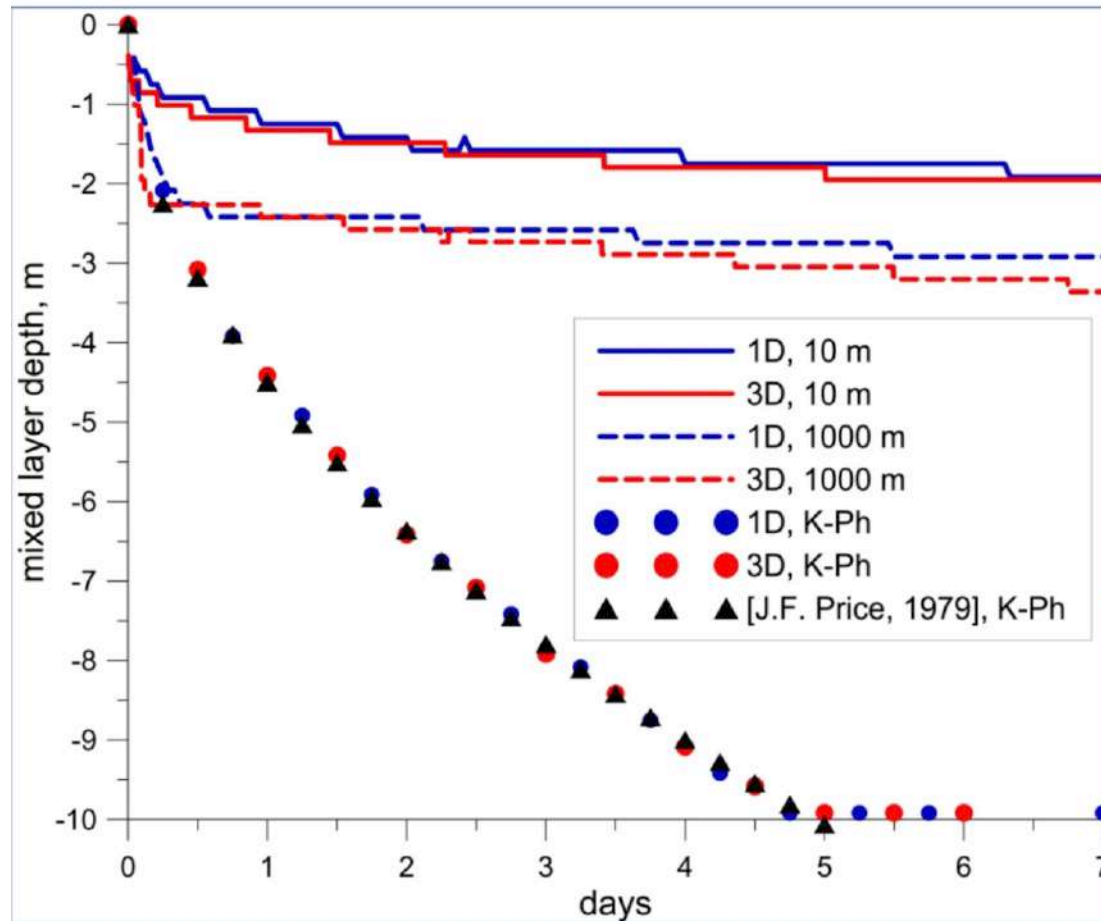 0
-1
-2
-3
-4
-5
-6
-7
-8
-9
-10
mixed layer depth, m
1D, 10 m
3D, 10 m
1D, 1000 m
3D, 1000 m
1D, K-Ph
3D, K-Ph
[J.F. Price, 1979], K-Ph
0 1 2 3 4 5 6 7
days